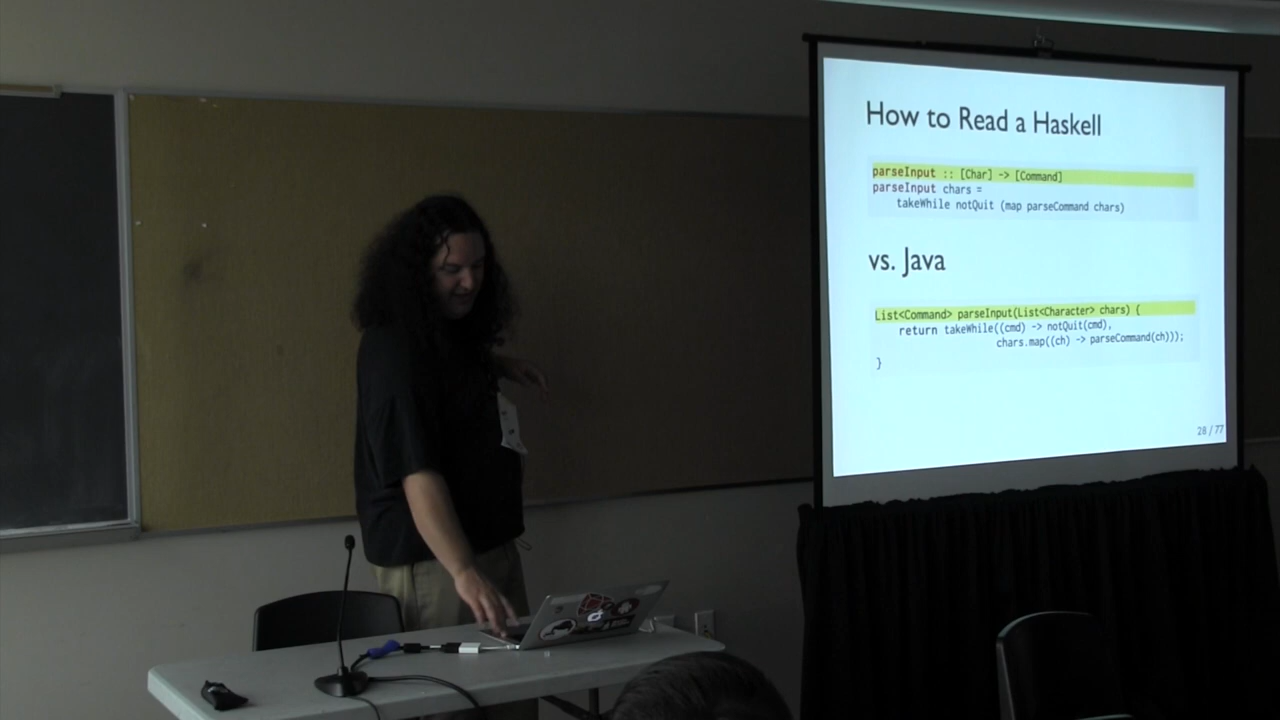 How to Read a Haskell
parseInput :: [Char] -> [Command]
parseInput chars =
takeWhile notQuit (map parseCommand chars)
vs. Java
List<Command> parseInput(List<Character> chars) {
return takeWhile((cmd) -> notQuit(cmd),
chars.map((ch) -> parseCommand(ch)));
}
28 / 77